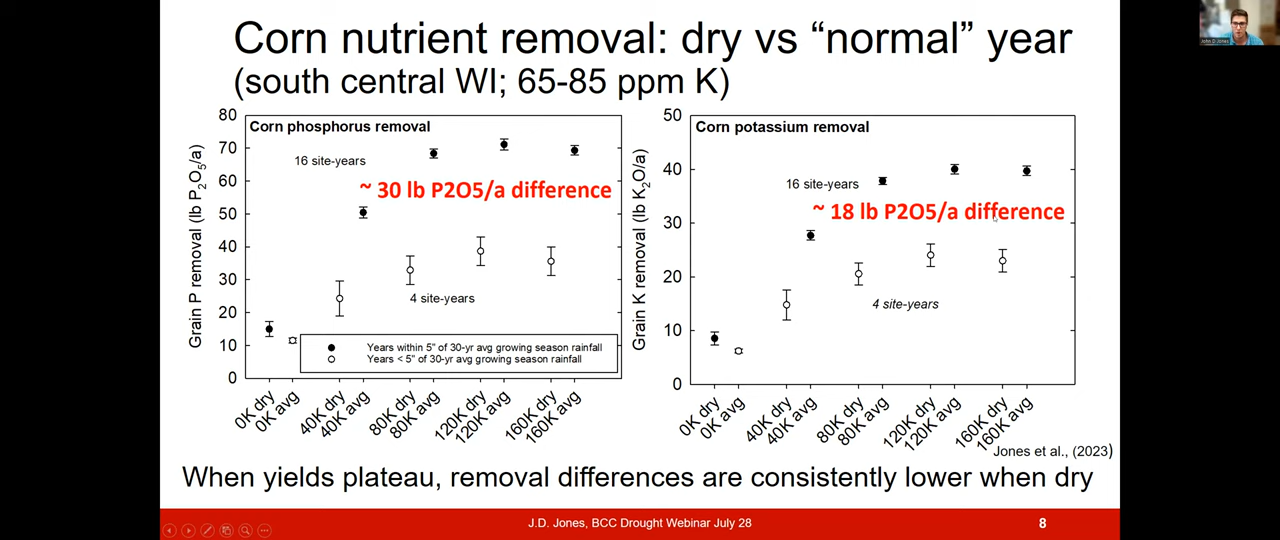 Corn nutrient removal: dry vs “normal” year
(south central WI; 65-85 ppm K)
John D Jones
Corn phosphorus removal
Grain P removal (lb P₂O₅/a)
80
70
60
50
40
30
20
10
0
16 site-years
~ 30 lb P2O5/a difference
4 site-years
Years within 5" of 30-yr avg growing season rainfall
Years < 5" of 30-yr avg growing season rainfall
0K dry
0K avg
40K dry
40K avg
80K dry
80K avg
120K dry
120K avg
160K dry
160K avg
Corn potassium removal
Grain K removal (lb K₂O/a)
50
40
30
20
10
0
16 site-years
~ 18 lb P2O5/a difference
4 site-years
0K dry
0K avg
40K dry
40K avg
80K dry
80K avg
120K dry
120K avg
160K dry
160K avg
Jones et al., (2023)
When yields plateau, removal differences are consistently lower when dry
J.D. Jones, BCC Drought Webinar July 28
8